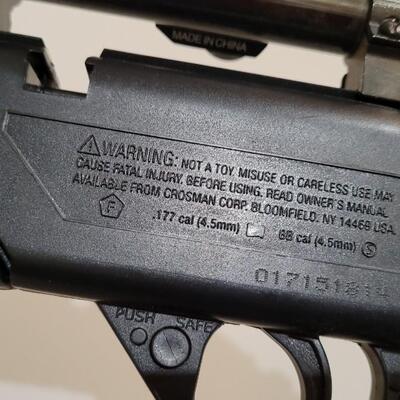 MADE IN CHINA
WARNING: NOT A TOY. MISUSE OR CARELESS USE MAY
CAUSE FATAL INJURY. BEFORE USING, READ OWNER'S MANUAL
AVAILABLE FROM CROSMAN CORP. BLOOMFIELD, NY 14469 USA
F .177 cal (4.5mm) BB cal (4.5mm) S
017151814
PUSH SAFE